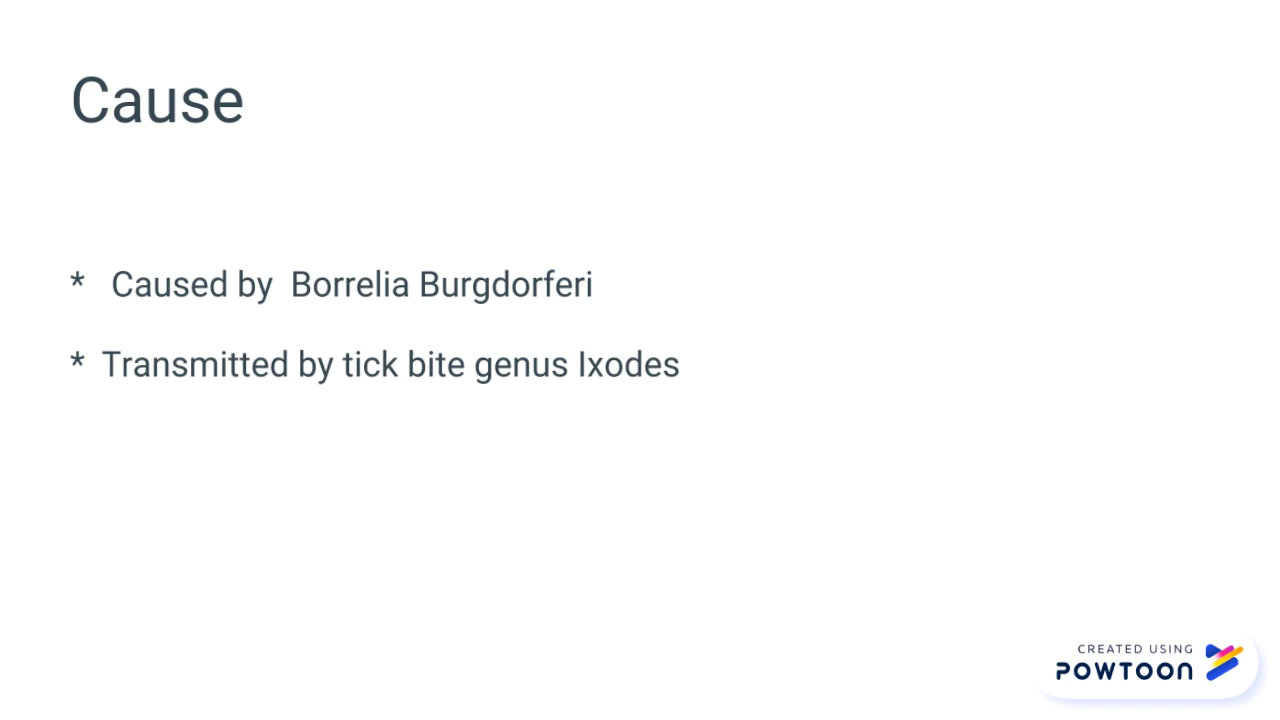 Cause
* Caused by Borrelia Burgdorferi
* Transmitted by tick bite genus Ixodes
CREATED USING
POWTOON